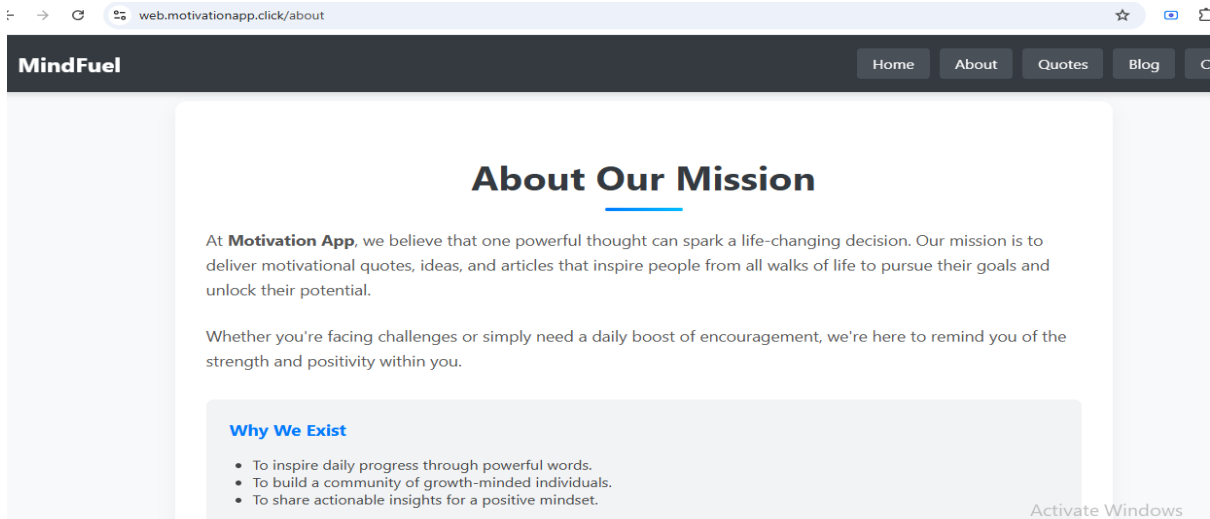 web.motivationapp.click/about
MindFuel
Home
About
Quotes
Blog
About Our Mission
At Motivation App, we believe that one powerful thought can spark a life-changing decision. Our mission is to
deliver motivational quotes, ideas, and articles that inspire people from all walks of life to pursue their goals and
unlock their potential.
Whether you're facing challenges or simply need a daily boost of encouragement, we're here to remind you of the
strength and positivity within you.
Why We Exist
• To inspire daily progress through powerful words.
• To build a community of growth-minded individuals.
• To share actionable insights for a positive mindset.
Activate Windows